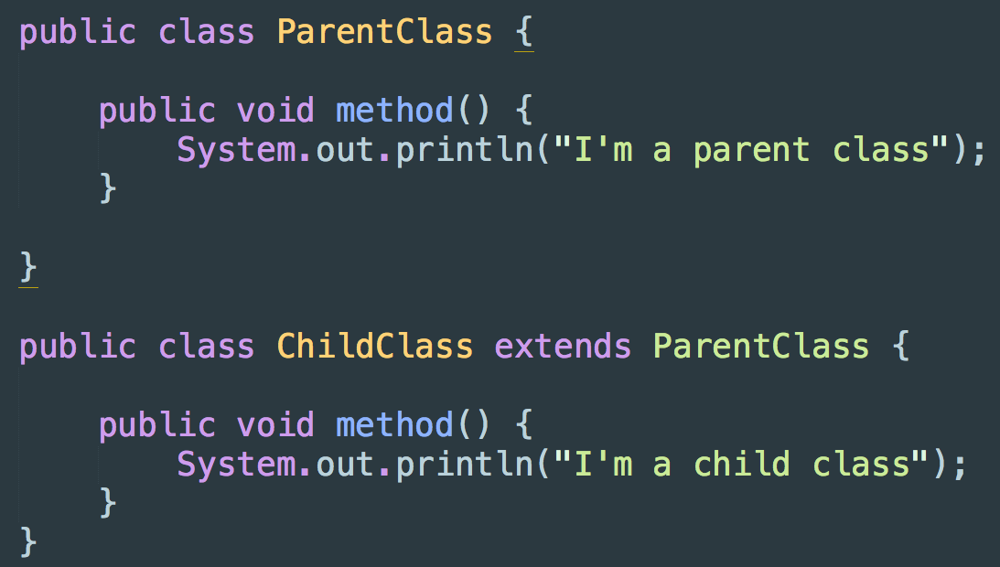 public class ParentClass {
public void method() {
System.out.println("I'm a parent class");
}
}
public class ChildClass extends ParentClass {
public void method() {
System.out.println("I'm a child class");
}
}